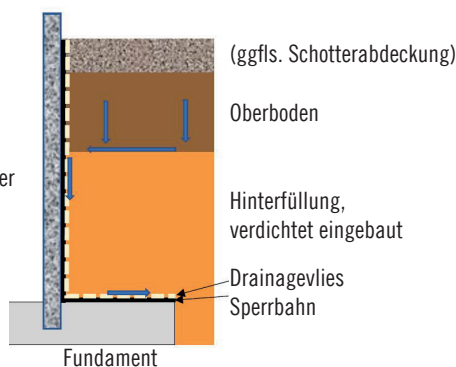 (ggfls. Schotterabdeckung)
Oberboden
er
Hinterfüllung,
verdichtet eingebaut
Drainagevlies
Sperrbahn
Fundament